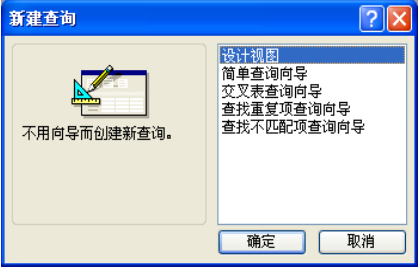 新建查询
不用向导而创建新查询。
设计视图
简单查询向导
交叉表查询向导
查找重复项查询向导
查找不匹配项查询向导
确定
取消